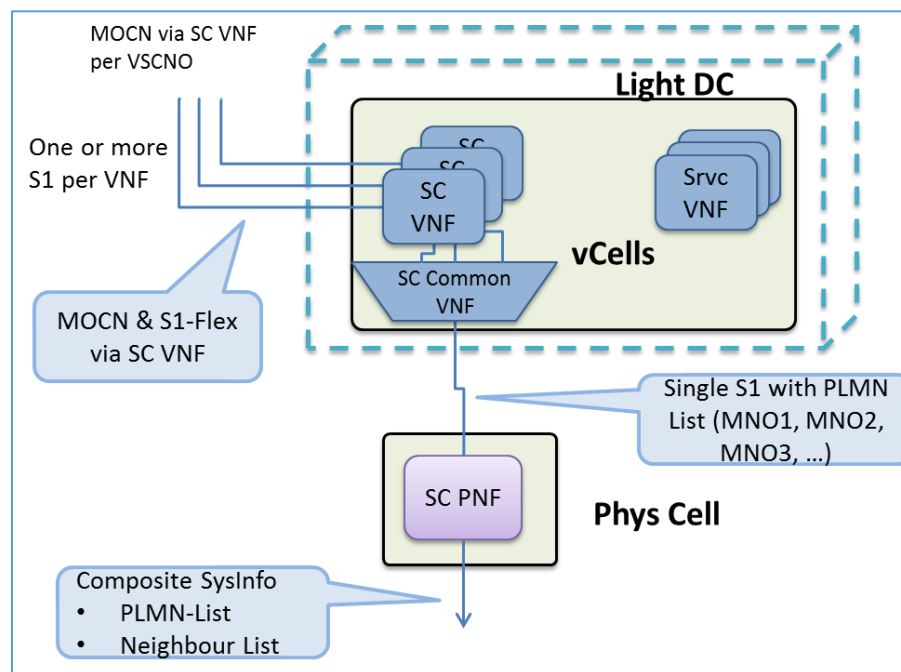 MOCN via SC VNF
per VSCNO
Light DC
One or more
S1 per VNF
SC
SC
SC
VNF
Srvc
VNF
vCells
SC Common
VNF
MOCN & S1-Flex
via SC VNF
Single S1 with PLMN
List (MNO1, MNO2,
MNO3, ...)
SC PNF
Phys Cell
Composite SysInfo
• PLMN-List
• Neighbour List